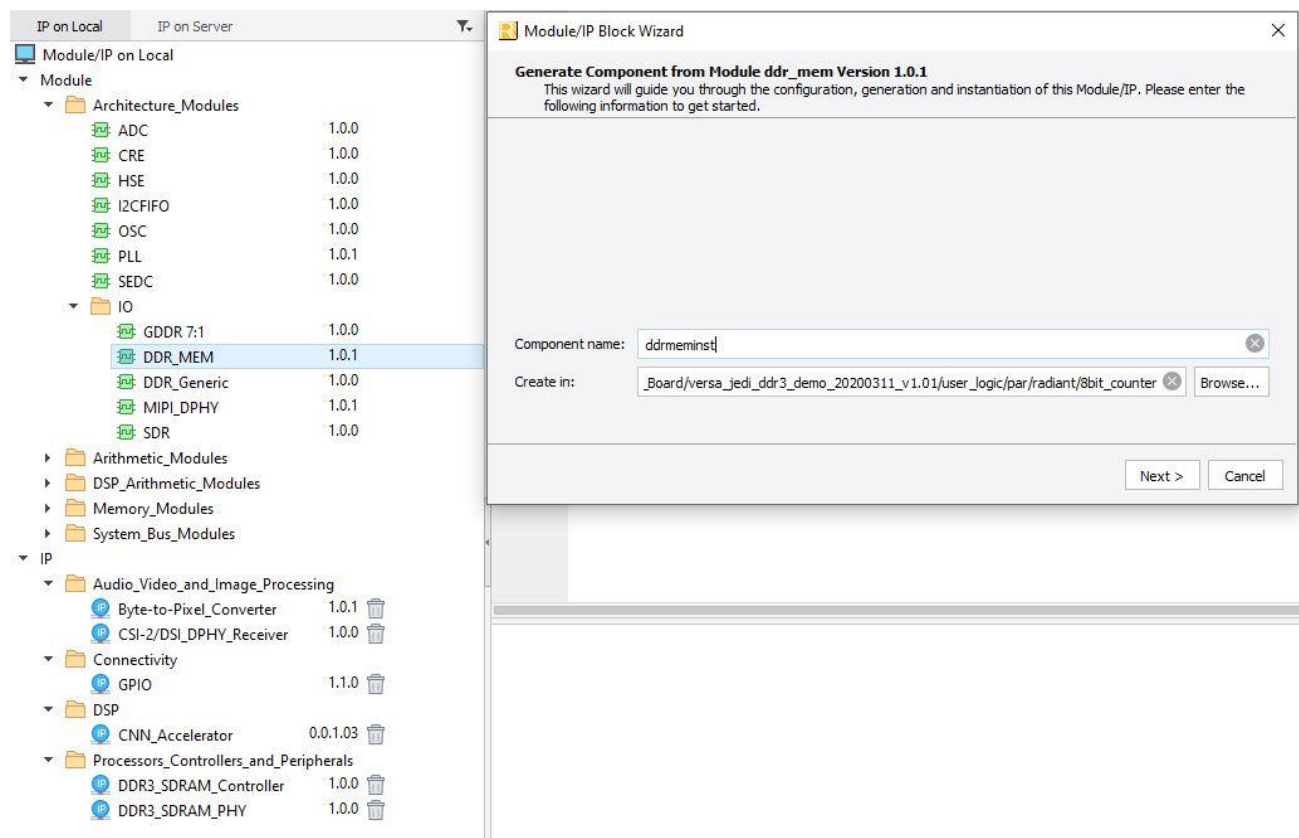 IP on Local IP on Server
Module/IP on Local
Module
Architecture_Modules
ADC 1.0.0
CRE 1.0.0
HSE 1.0.0
I2CFIFO 1.0.0
OSC 1.0.0
PLL 1.0.1
SEDC 1.0.0
IO
GDDR 7:1 1.0.0
DDR_MEM 1.0.1
DDR_Generic 1.0.0
MIPI_DPHY 1.0.1
SDR 1.0.0
Arithmetic_Modules
DSP_Arithmetic_Modules
Memory_Modules
System_Bus_Modules
IP
Audio_Video_and_Image_Processing
Byte-to-Pixel_Converter 1.0.1
CSI-2/DSI_DPHY_Receiver 1.0.0
Connectivity
GPIO 1.1.0
DSP
CNN_Accelerator 0.0.1.03
Processors_Controllers_and_Peripherals
DDR3_SDRAM_Controller 1.0.0
DDR3_SDRAM_PHY 1.0.0
Module/IP Block Wizard
Generate Component from Module ddr_mem Version 1.0.1
This wizard will guide you through the configuration, generation and instantiation of this Module/IP. Please enter the
following information to get started.
Component name: ddrmeminst
Create in: _Board/versa_jedi_ddr3_demo_20200311_v1.01/user_logic/par/radiant/8bit_counter Browse...
Next > Cancel